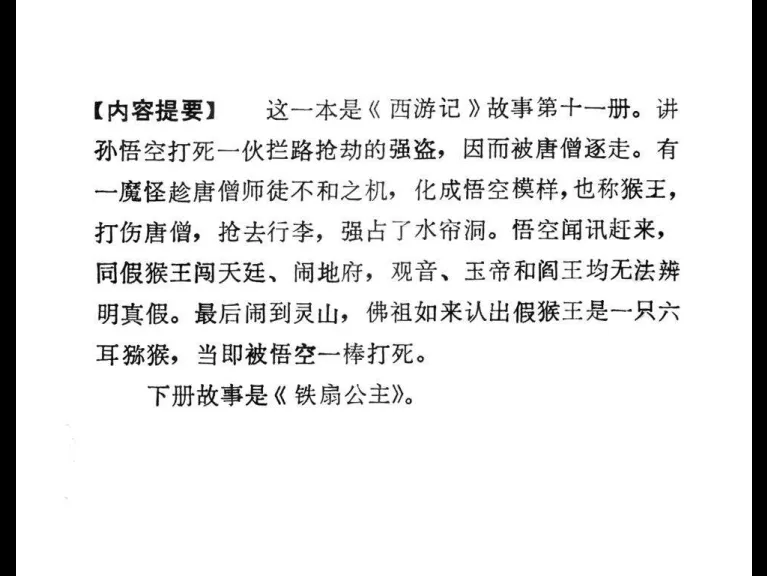 【内容提要】 这一本是《西游记》故事第十一册。讲
孙悟空打死一伙拦路抢劫的强盗，因而被唐僧逐走。有
一魔怪趁唐僧师徒不和之机，化成悟空模样，也称猴王，
打伤唐僧，抢去行李，强占了水帘洞。悟空闻讯赶来，
同假猴王闯天廷、闹地府，观音、玉帝和阎王均无法辨
明真假。最后闹到灵山，佛祖如来认出假猴王是一只六
耳猕猴，当即被悟空一棒打死。
下册故事是《铁扇公主》。